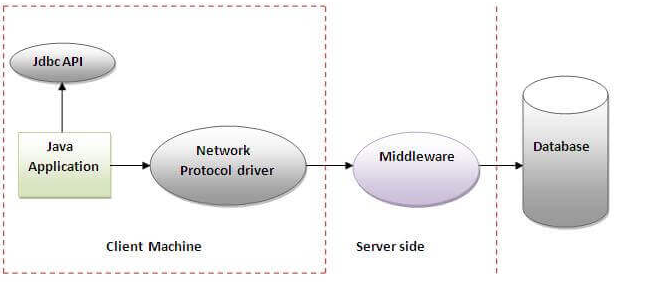 Jdbc API
Java
Application
Network
Protocol driver
Middleware
Database
Client Machine
Server side